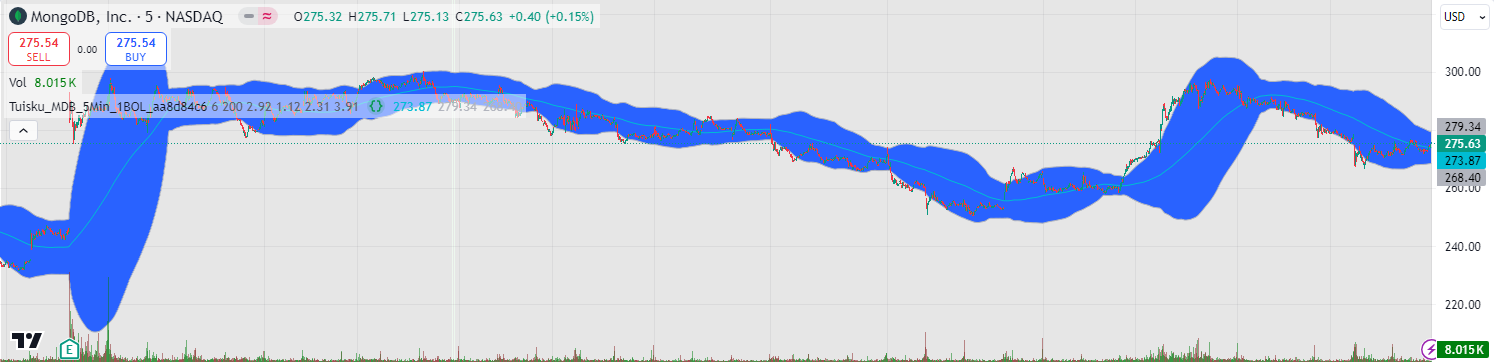 MongoDB, Inc. · 5 · NASDAQ O275.32 H275.71 L275.13 C275.63 +0.40 (+0.15%)
USD
275.54 0.00 275.54
SELL BUY
Vol 8.015K
300.00
Tuisku_MDB_5Min_1BOL_aa8d84c6 6 200 2.92 1.12 2.31 3.91 {} 273.87 279.34
279.34
275.63
273.87
268.40
260.00
240.00
220.00
E
8.015K